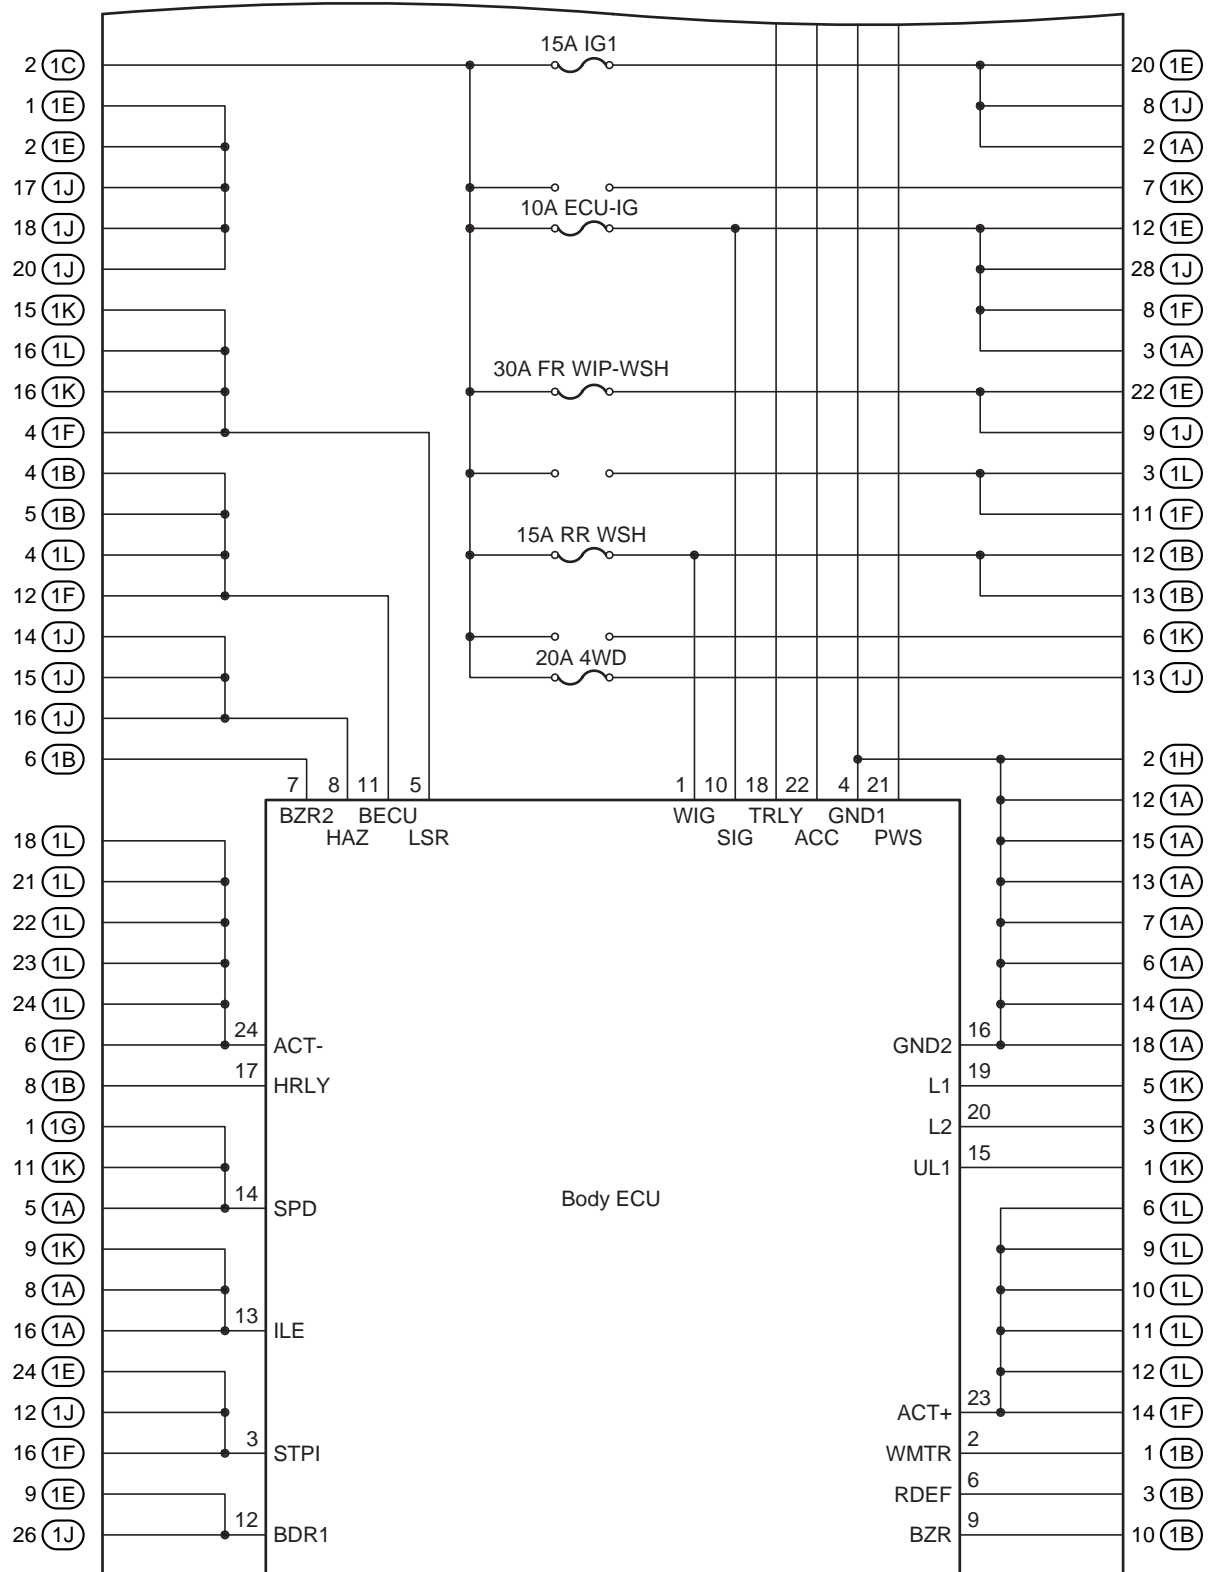 15A IG1
2 1C 20 1E
1 1E 8 1J
2 1E 2 1A
17 1J 7 1K
10A ECU-IG
18 1J 12 1E
20 1J 28 1J
15 1K 8 1F
16 1L 3 1A
30A FR WIP-WSH
16 1K 22 1E
4 1F 9 1J
4 1B 3 1L
5 1B 11 1F
15A RR WSH
4 1L 12 1B
12 1F 13 1B
14 1J 6 1K
20A 4WD
15 1J 13 1J
16 1J
6 1B 2 1H
7 8 11 5 1 10 18 22 4 21
12 1A
BZR2 BECU WIG TRLY GND1
HAZ LSR SIG ACC PWS
18 1L 15 1A
21 1L 13 1A
22 1L 7 1A
23 1L 6 1A
24 1L 14 1A
24 16
6 1F ACT- GND2 18 1A
17 19
8 1B HRLY L1 5 1K
20
1 1G L2 3 1K
15
11 1K UL1 1 1K
14
5 1A SPD Body ECU 6 1L
9 1K 9 1L
8 1A 10 1L
13
16 1A ILE 11 1L
24 1E 12 1L
23
12 1J ACT+ 14 1F
3 2
16 1F STPI WMTR 1 1B
6
9 1E RDEF 3 1B
12 9
26 1J BDR1 BZR 10 1B